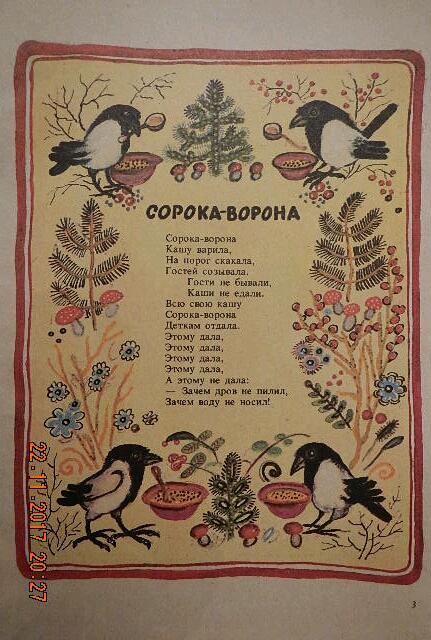 СОРОКА-ВОРОНА
Сорока-ворона
Кашу варила,
На порог скакала,
Гостей созывала.
Гости не бывали,
Каши не едали.
Всю свою кашу
Сорока-ворона
Деткам отдала.
Этому дала,
Этому дала,
Этому дала,
Этому дала,
А этому не дала:
— Зачем дров не пилил,
Зачем воду не носил!
3
22.11.2017 20:27